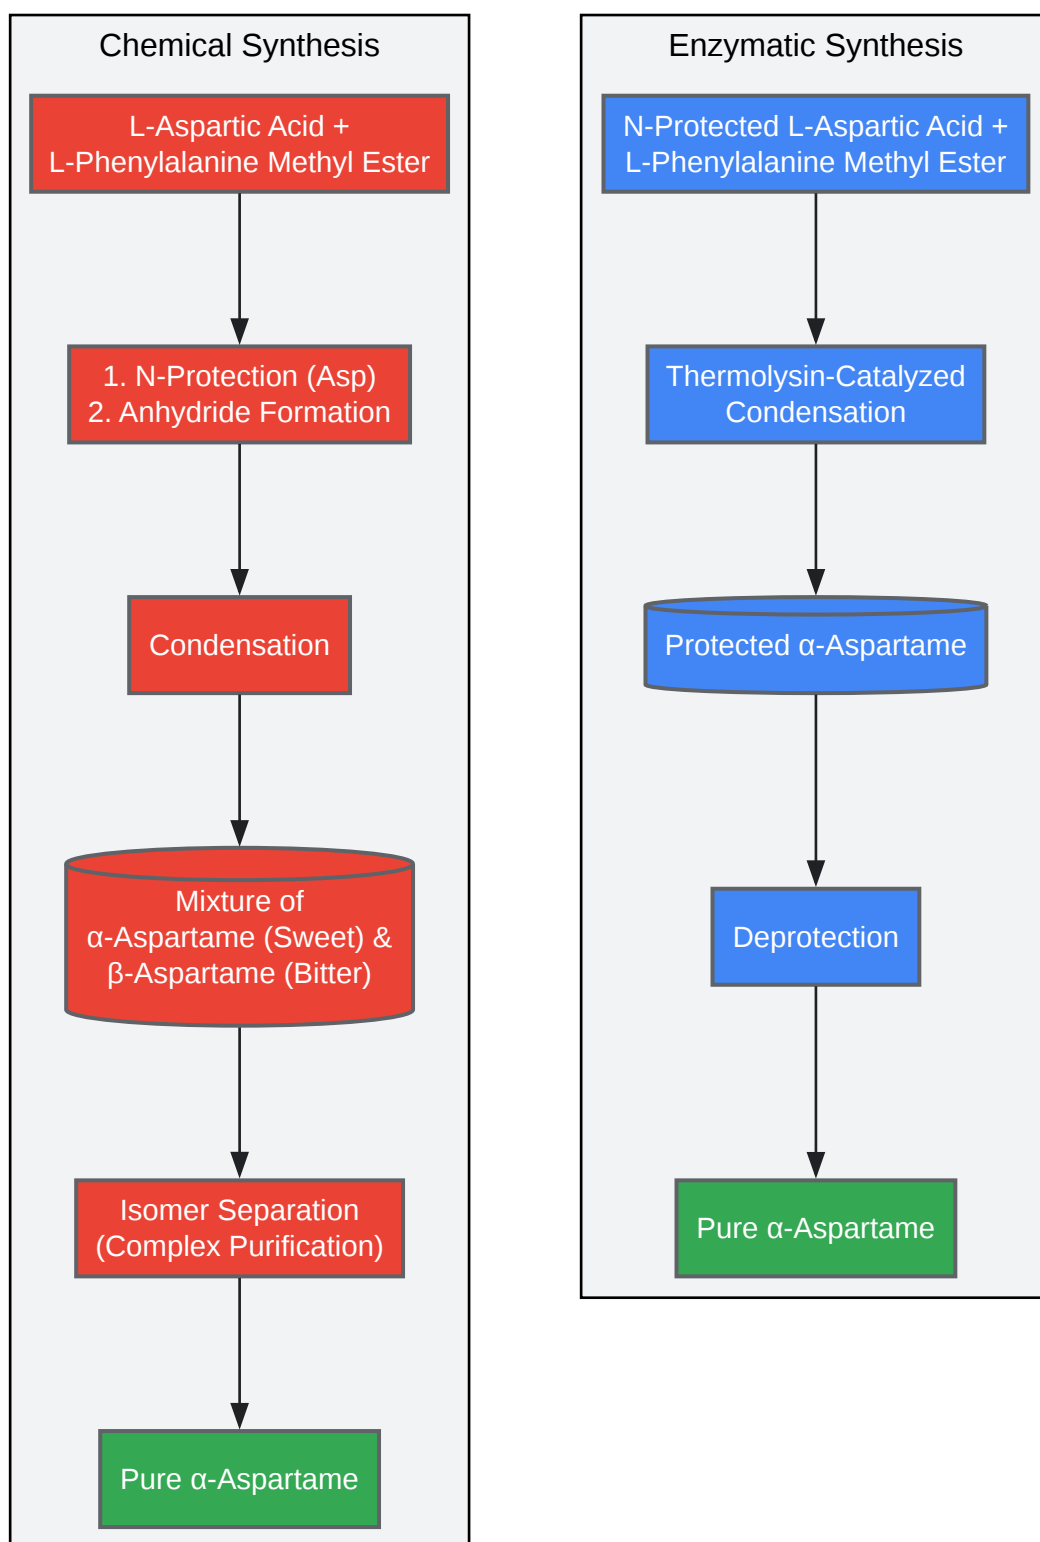 Chemical Synthesis
L-Aspartic Acid +
L-Phenylalanine Methyl Ester
1. N-Protection (Asp)
2. Anhydride Formation
Condensation
Mixture of
α-Aspartame (Sweet) &
β-Aspartame (Bitter)
Isomer Separation
(Complex Purification)
Pure α-Aspartame
Enzymatic Synthesis
N-Protected L-Aspartic Acid +
L-Phenylalanine Methyl Ester
Thermolysin-Catalyzed
Condensation
Protected α-Aspartame
Deprotection
Pure α-Aspartame